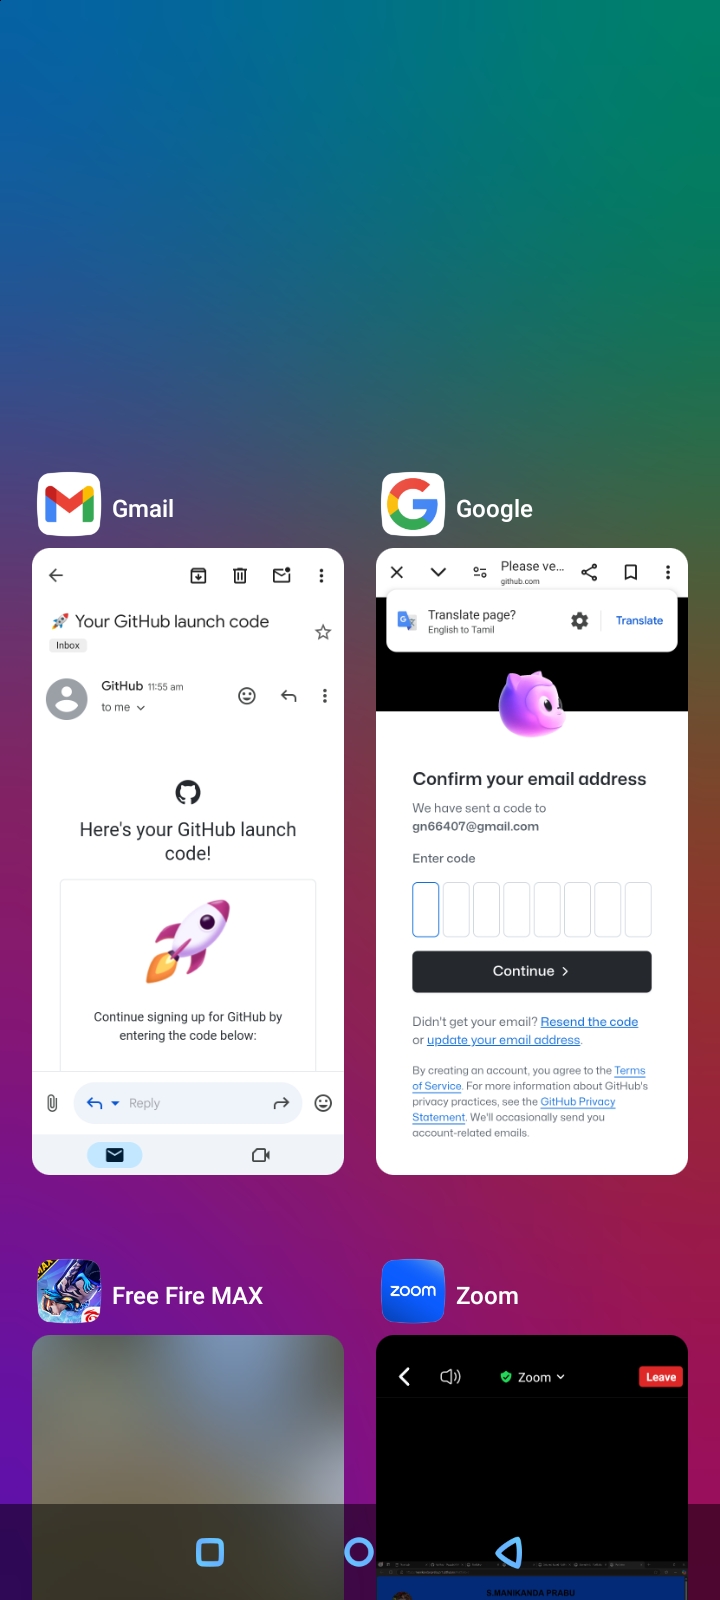 Gmail
Google
Your GitHub launch code
Inbox
GitHub 11:55 am
to me
Here's your GitHub launch
code!
Continue signing up for GitHub by
entering the code below:
Reply
Please ve...
github.com
Translate page?
English to Tamil
Translate
Confirm your email address
We have sent a code to
gn66407@gmail.com
Enter code
Continue
Didn't get your email? Resend the code
or update your email address.
By creating an account, you agree to the Terms
of Service. For more information about GitHub's
privacy practices, see the GitHub Privacy
Statement. We'll occasionally send you
account-related emails.
MAX
Free Fire MAX
zoom
Zoom
Zoom
Leave
S MANIKANDA PRABU